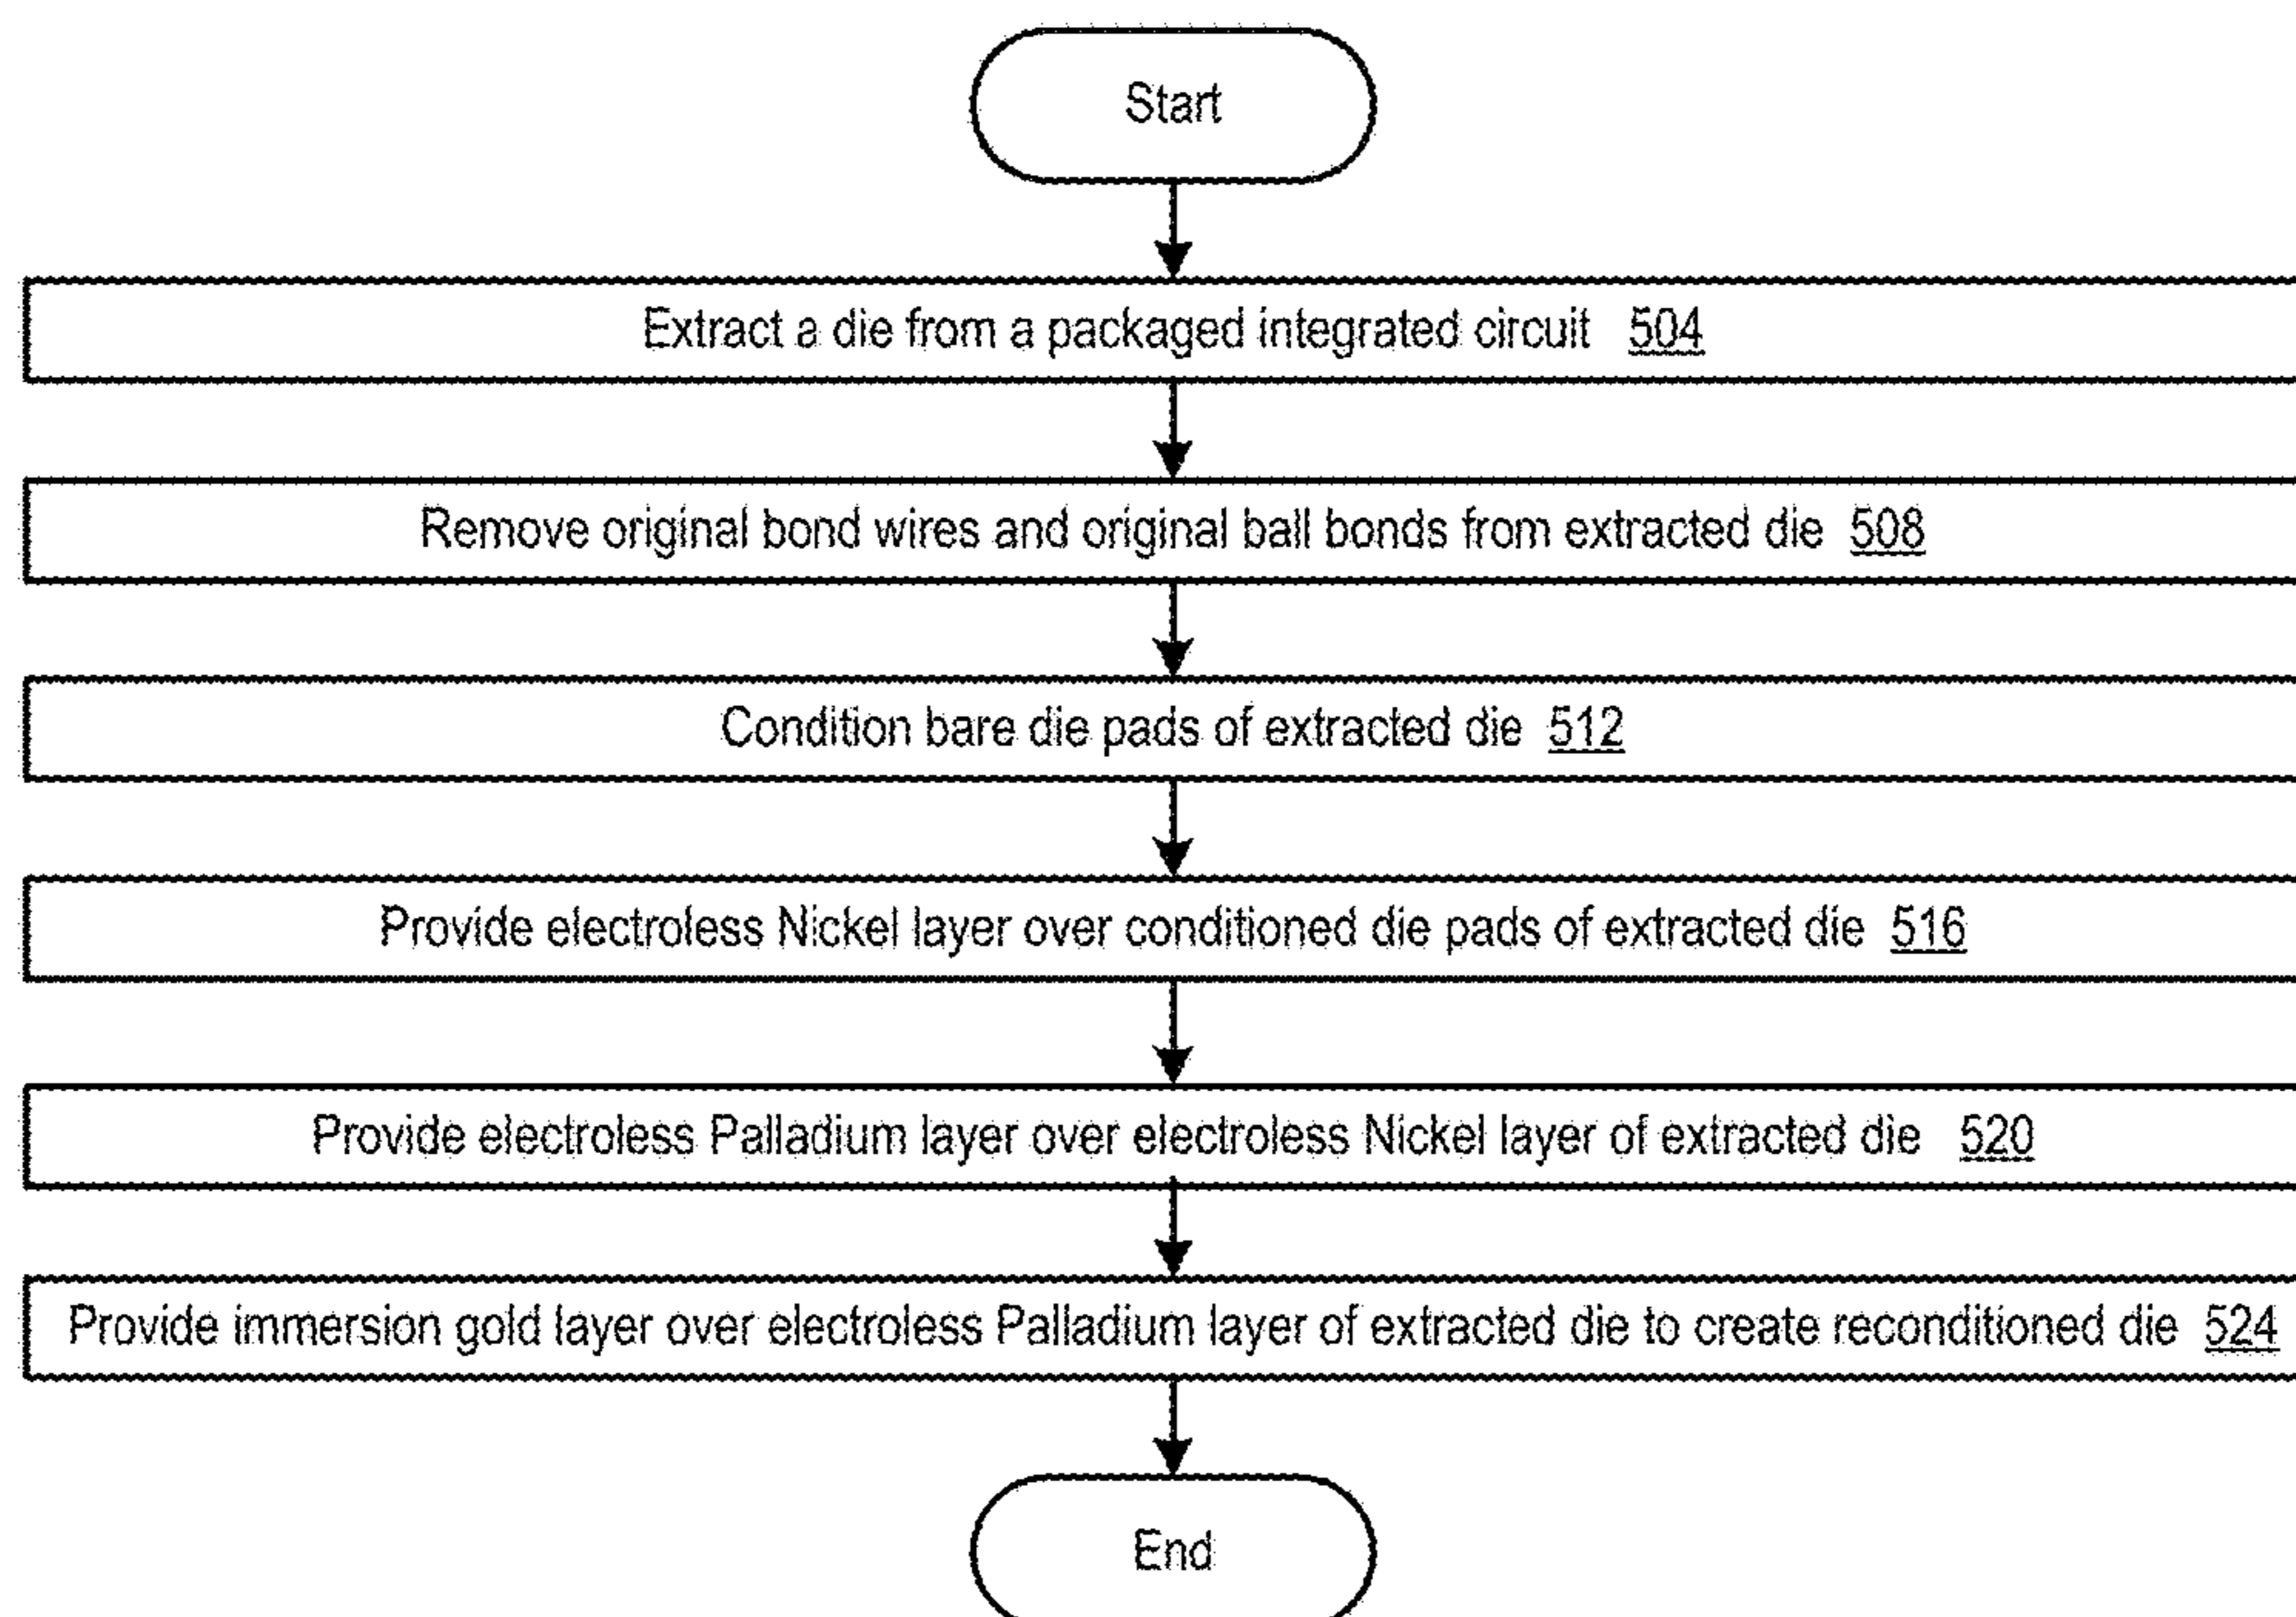 Start
Extract a die from a packaged integrated circuit 504
Remove original bond wires and original ball bonds from extracted die 508
Condition bare die pads of extracted die 512
Provide electroless Nickel layer over conditioned die pads of extracted die 516
Provide electroless Palladium layer over electroless Nickel layer of extracted die 520
Provide immersion gold layer over electroless Palladium layer of extracted die to create reconditioned die 524
End